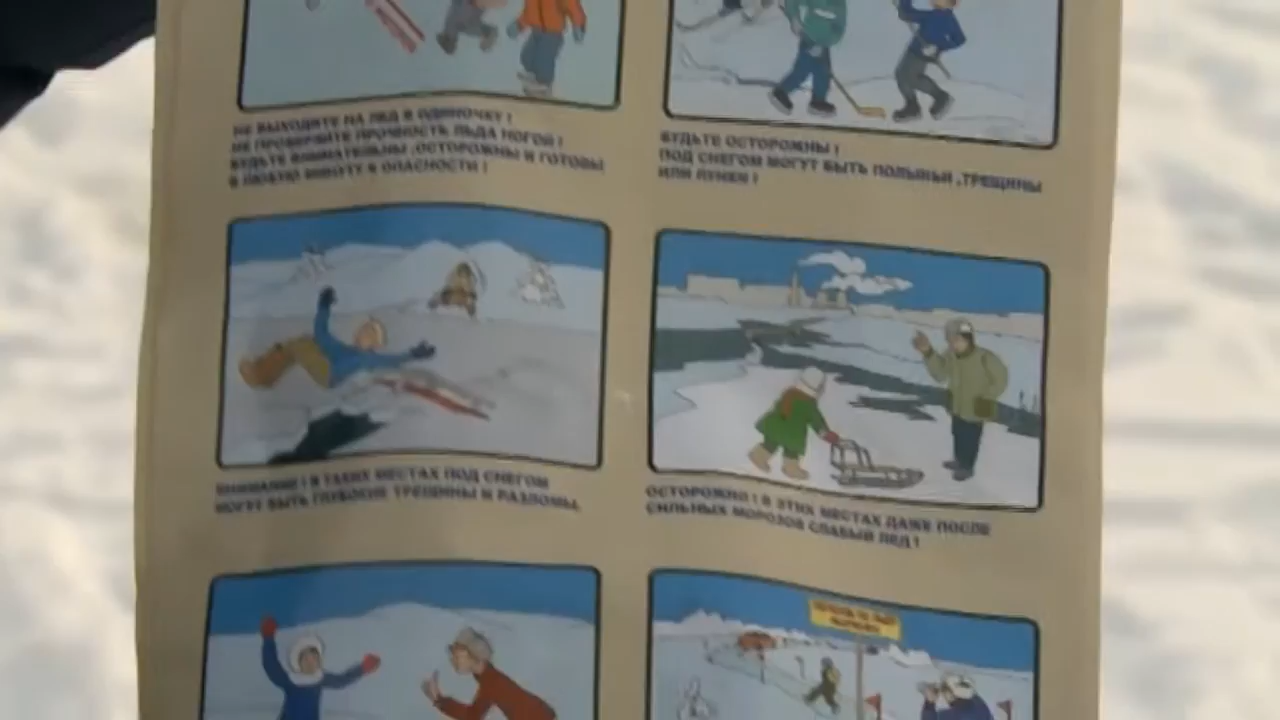 НЕ ВЫХОДИТЕ НА ЛЕД В ОДИНОЧКУ !
НЕ ПРОВЕРЯЙТЕ ПРОЧНОСТЬ ЛЬДА НОГОЙ !
БУДЬТЕ ВНИМАТЕЛЬНЫ ,ОСТОРОЖНЫ И ГОТОВЫ
В ЛЮБУЮ МИНУТУ К ОПАСНОСТИ !
БУДЬТЕ ОСТОРОЖНЫ !
ПОД СНЕГОМ МОГУТ БЫТЬ ПОЛЫНЬИ ,ТРЕЩИНЫ
ИЛИ ЛУНКИ !
ВНИМАНИЕ ! В ТАКИХ МЕСТАХ ПОД СНЕГОМ
МОГУТ БЫТЬ ГЛУБОКИЕ ТРЕЩИНЫ И РАЗЛОМЫ.
ОСТОРОЖНО ! В ЭТИХ МЕСТАХ ДАЖЕ ПОСЛЕ
СИЛЬНЫХ МОРОЗОВ СЛАБЫЙ ЛЕД !